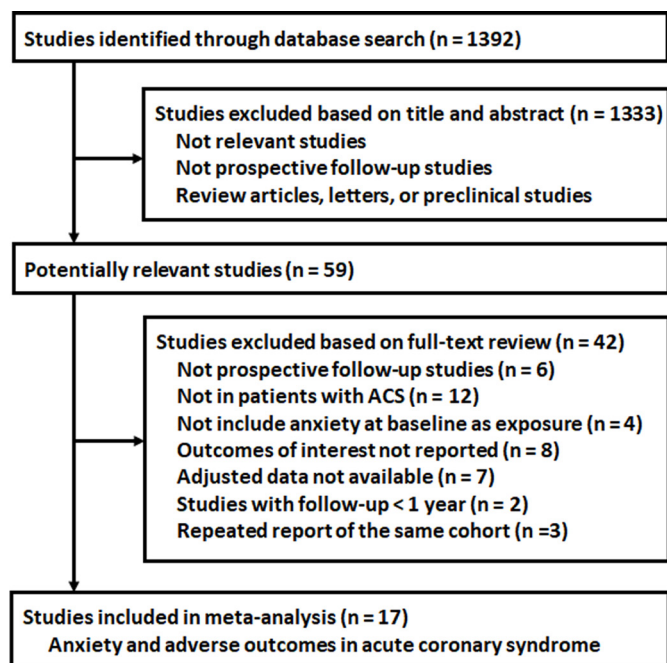 Studies identified through database search (n = 1392)
Studies excluded based on title and abstract (n = 1333)
Not relevant studies
Not prospective follow-up studies
Review articles, letters, or preclinical studies
Potentially relevant studies (n = 59)
Studies excluded based on full-text review (n = 42)
Not prospective follow-up studies (n = 6)
Not in patients with ACS (n = 12)
Not include anxiety at baseline as exposure (n = 4)
Outcomes of interest not reported (n = 8)
Adjusted data not available (n = 7)
Studies with follow-up < 1 year (n = 2)
Repeated report of the same cohort (n =3)
Studies included in meta-analysis (n = 17)
Anxiety and adverse outcomes in acute coronary syndrome